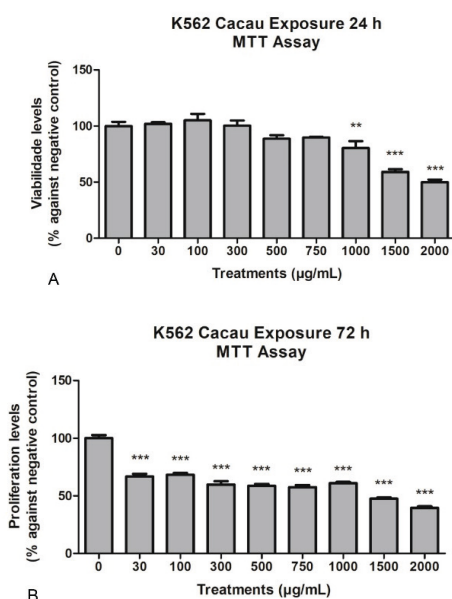 K562 Cacau Exposure 24 h
MTT Assay
Viabilidade levels
(% against negative control)
150
100
50
0
** *** ***
0 30 100 300 500 750 1000 1500 2000
Treatments (µg/mL)
A
K562 Cacau Exposure 72 h
MTT Assay
Proliferation levels
(% against negative control)
150
100
50
0
*** *** *** *** *** *** *** ***
0 30 100 300 500 750 1000 1500 2000
Treatments (µg/mL)
B